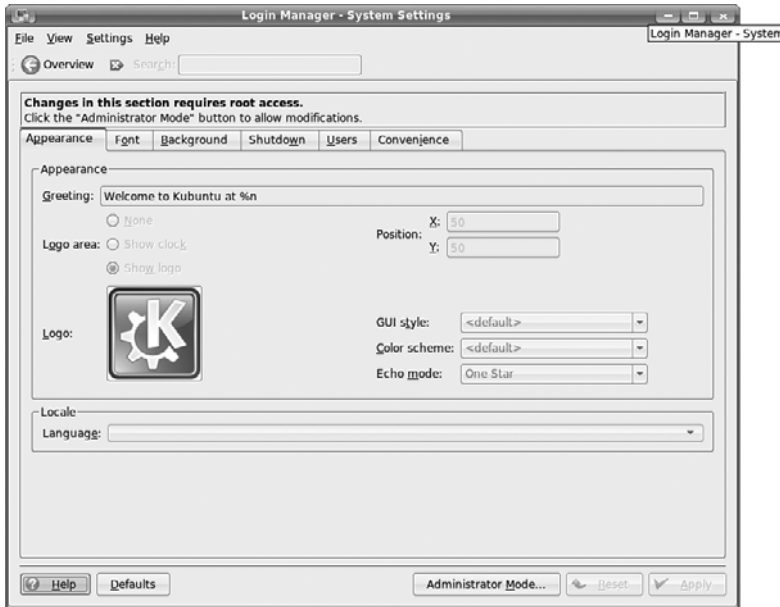 Login Manager - System Settings
Login Manager - System
File View Settings Help
Overview Search:
Changes in this section requires root access.
Click the "Administrator Mode" button to allow modifications.
Appearance Font Background Shutdown Users Convenience
Appearance
Greeting: Welcome to Kubuntu at %n
None
Logo area: Show clock
Show logo
Position: X: 50
Y: 50
Logo: K
GUI style: <default>
Color scheme: <default>
Echo mode: One Star
Locale
Language:
Help Defaults Administrator Mode... Reset Apply